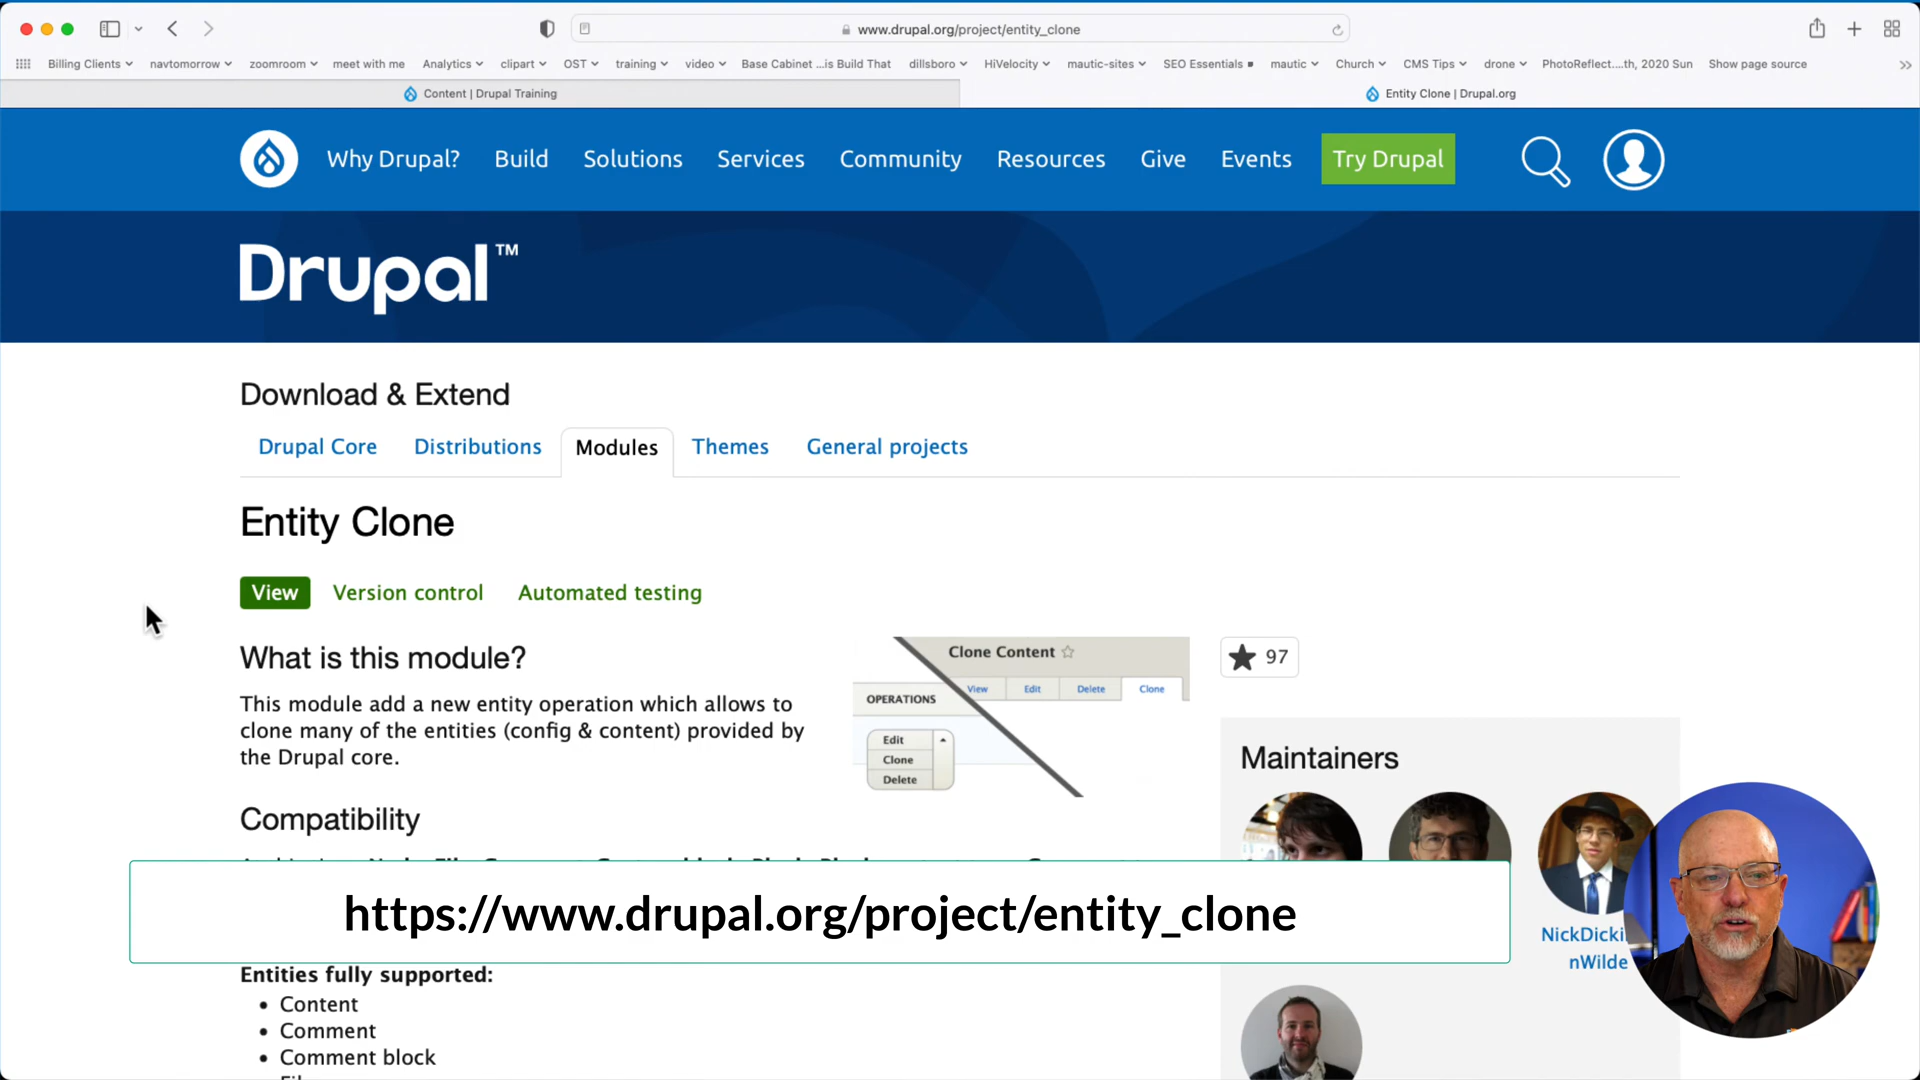 www.drupal.org/project/entity_clone
Billing Clients navtomorrow zoomroom meet with me Analytics clipart OST training video Base Cabinet ...is Build That dillsboro HiVelocity mautic-sites SEO Essentials mautic Church CMS Tips drone PhotoReflect....th, 2020 Sun Show page source
Content | Drupal Training
Entity Clone | Drupal.org
Why Drupal? Build Solutions Services Community Resources Give Events Try Drupal
Drupal™
Download & Extend
Drupal Core Distributions Modules Themes General projects
Entity Clone
View Version control Automated testing
What is this module?
This module add a new entity operation which allows to
clone many of the entities (config & content) provided by
the Drupal core.
Clone Content
View Edit Delete Clone
OPERATIONS
Edit
Clone
Delete
97
Maintainers
Compatibility
https://www.drupal.org/project/entity_clone
NickDicki
nWilde
Entities fully supported:
• Content
• Comment
• Comment block